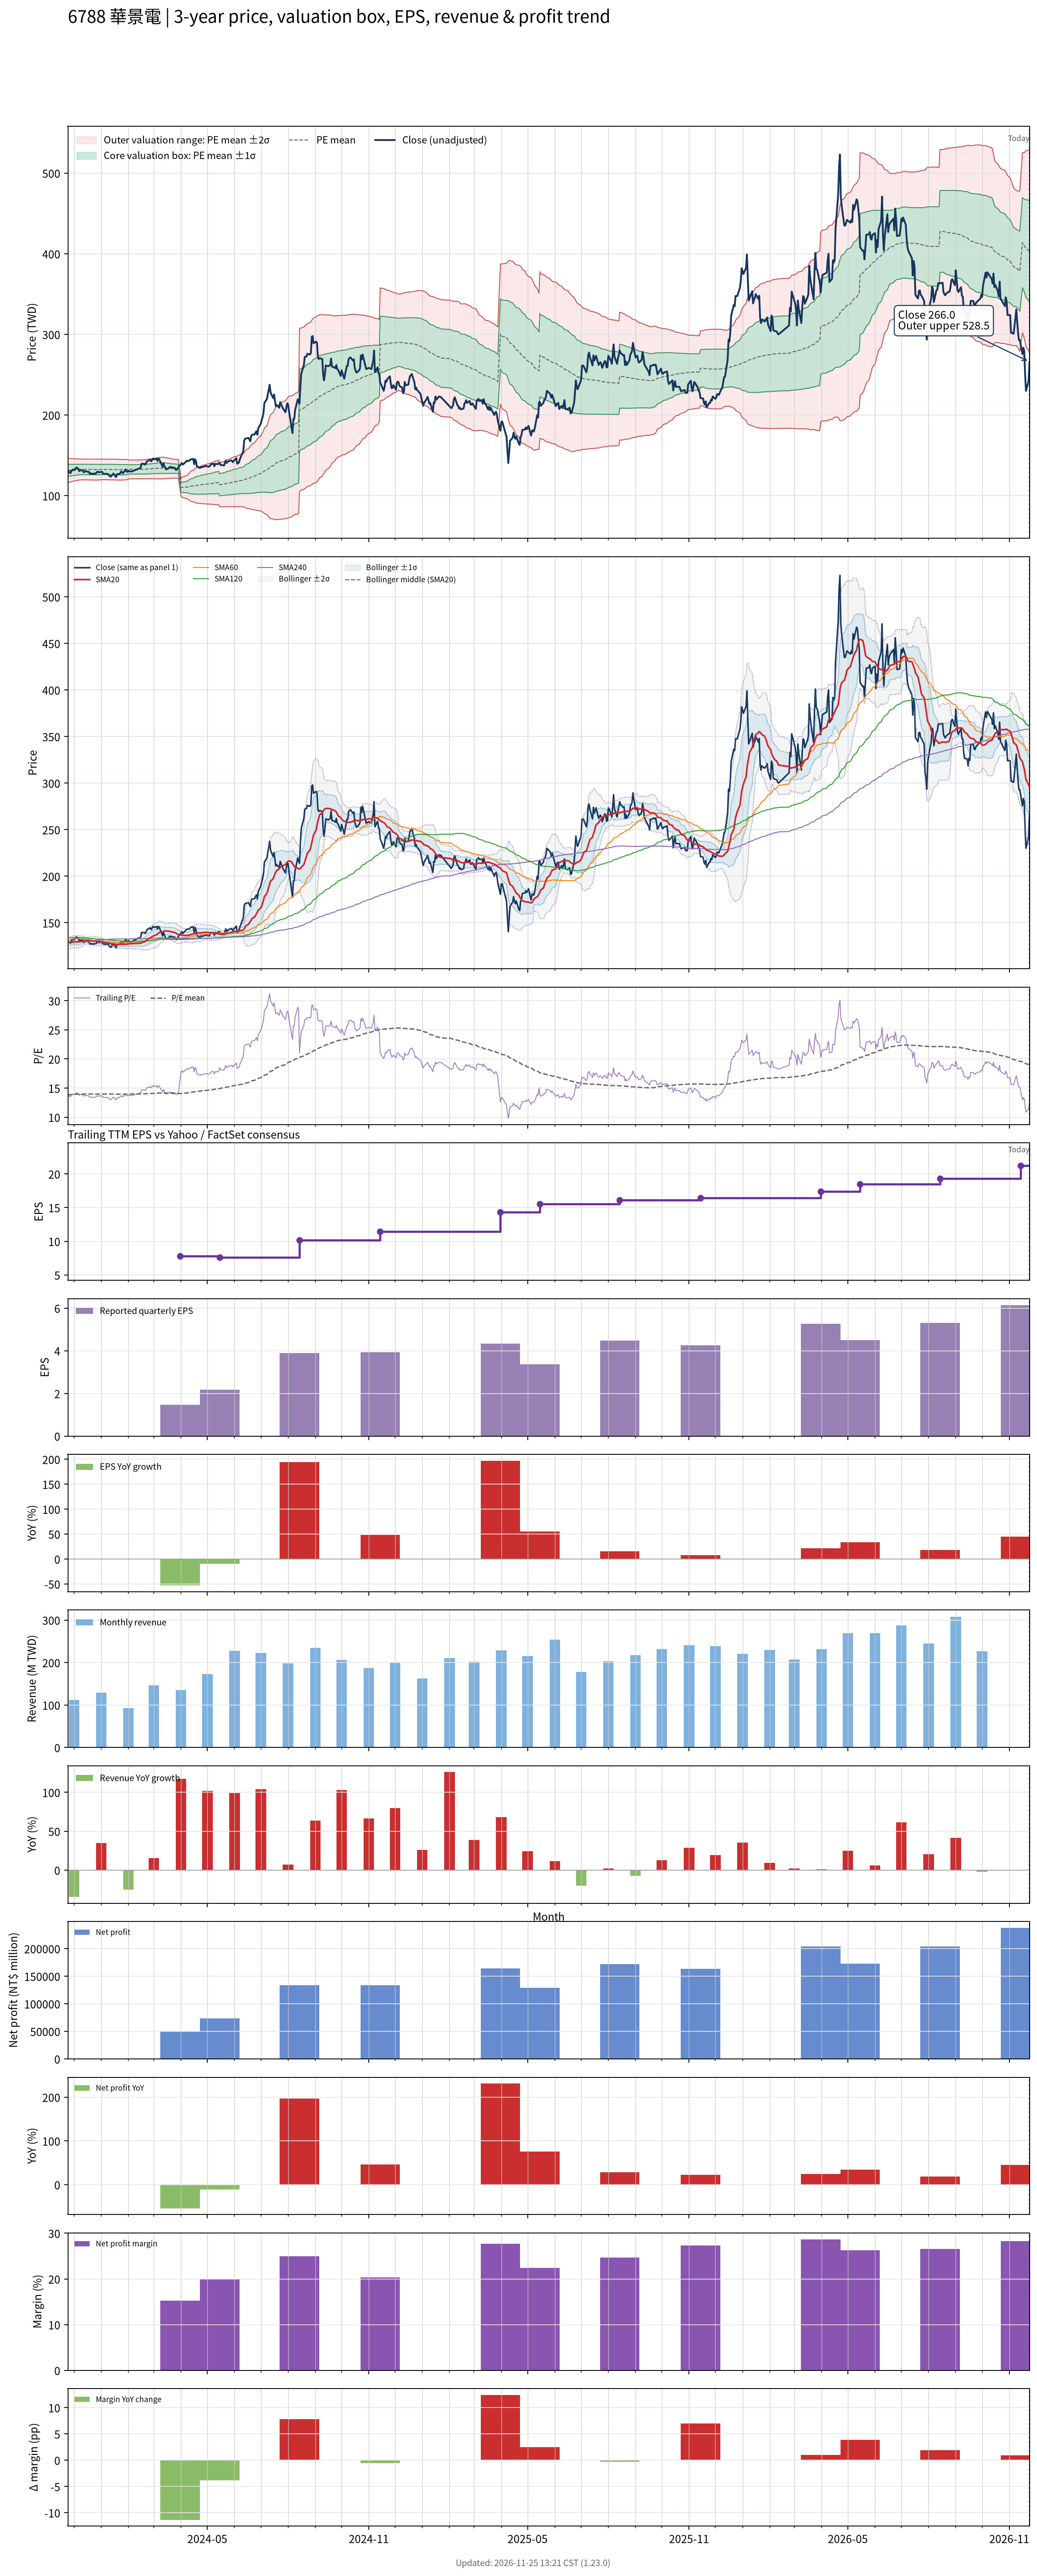 6788 華景電 | 3-year price, valuation box, EPS, revenue & profit trend
Outer valuation range: PE mean ±2σ
Core valuation box: PE mean ±1σ
PE mean
Close (unadjusted)
Today
500
400
300
200
100
Price (TWD)
Close 266.0
Outer upper 528.5
Close (same as panel 1)
SMA20
SMA60
SMA120
SMA240
Bollinger ±2σ
Bollinger ±1σ
Bollinger middle (SMA20)
500
450
400
350
300
250
200
150
Price
Trailing P/E
P/E mean
30
25
20
15
10
P/E
Trailing TTM EPS vs Yahoo / FactSet consensus
Today
20
15
10
5
EPS
Reported quarterly EPS
6
4
2
0
EPS
EPS YoY growth
200
150
100
50
0
-50
YoY (%)
Monthly revenue
300
200
100
0
Revenue (M TWD)
Revenue YoY growth
100
50
0
YoY (%)
Month
Net profit
200000
150000
100000
50000
0
Net profit (NT$ million)
Net profit YoY
200
100
0
YoY (%)
Net profit margin
30
20
10
0
Margin (%)
Margin YoY change
10
5
0
-5
-10
Δ margin (pp)
2024-05
2024-11
2025-05
2025-11
2026-05
2026-11
Updated: 2026-11-25 13:21 CST (1.23.0)